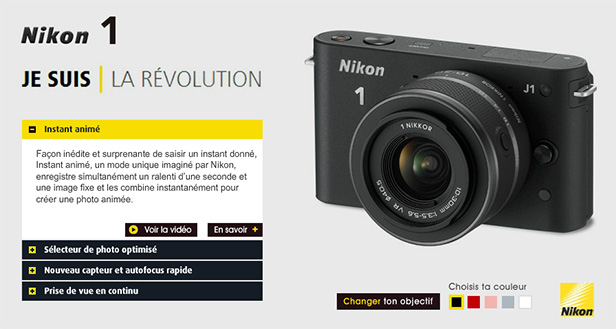 Nikon 1
JE SUIS | LA RÉVOLUTION
Instant animé
Façon inédite et surprenante de saisir un instant donné,
Instant animé, un mode unique imaginé par Nikon,
enregistre simultanément un ralenti d'une seconde et
une image fixe et les combine instantanément pour
créer une photo animée.
Voir la vidéo
En savoir +
Sélecteur de photo optimisé
Nouveau capteur et autofocus rapide
Prise de vue en continu
Nikon
1
J1
1 NIKKOR
10-30mm 1:3.5-5.6 VR ø40.5
Changer ton objectif
Choisis ta couleur
Nikon